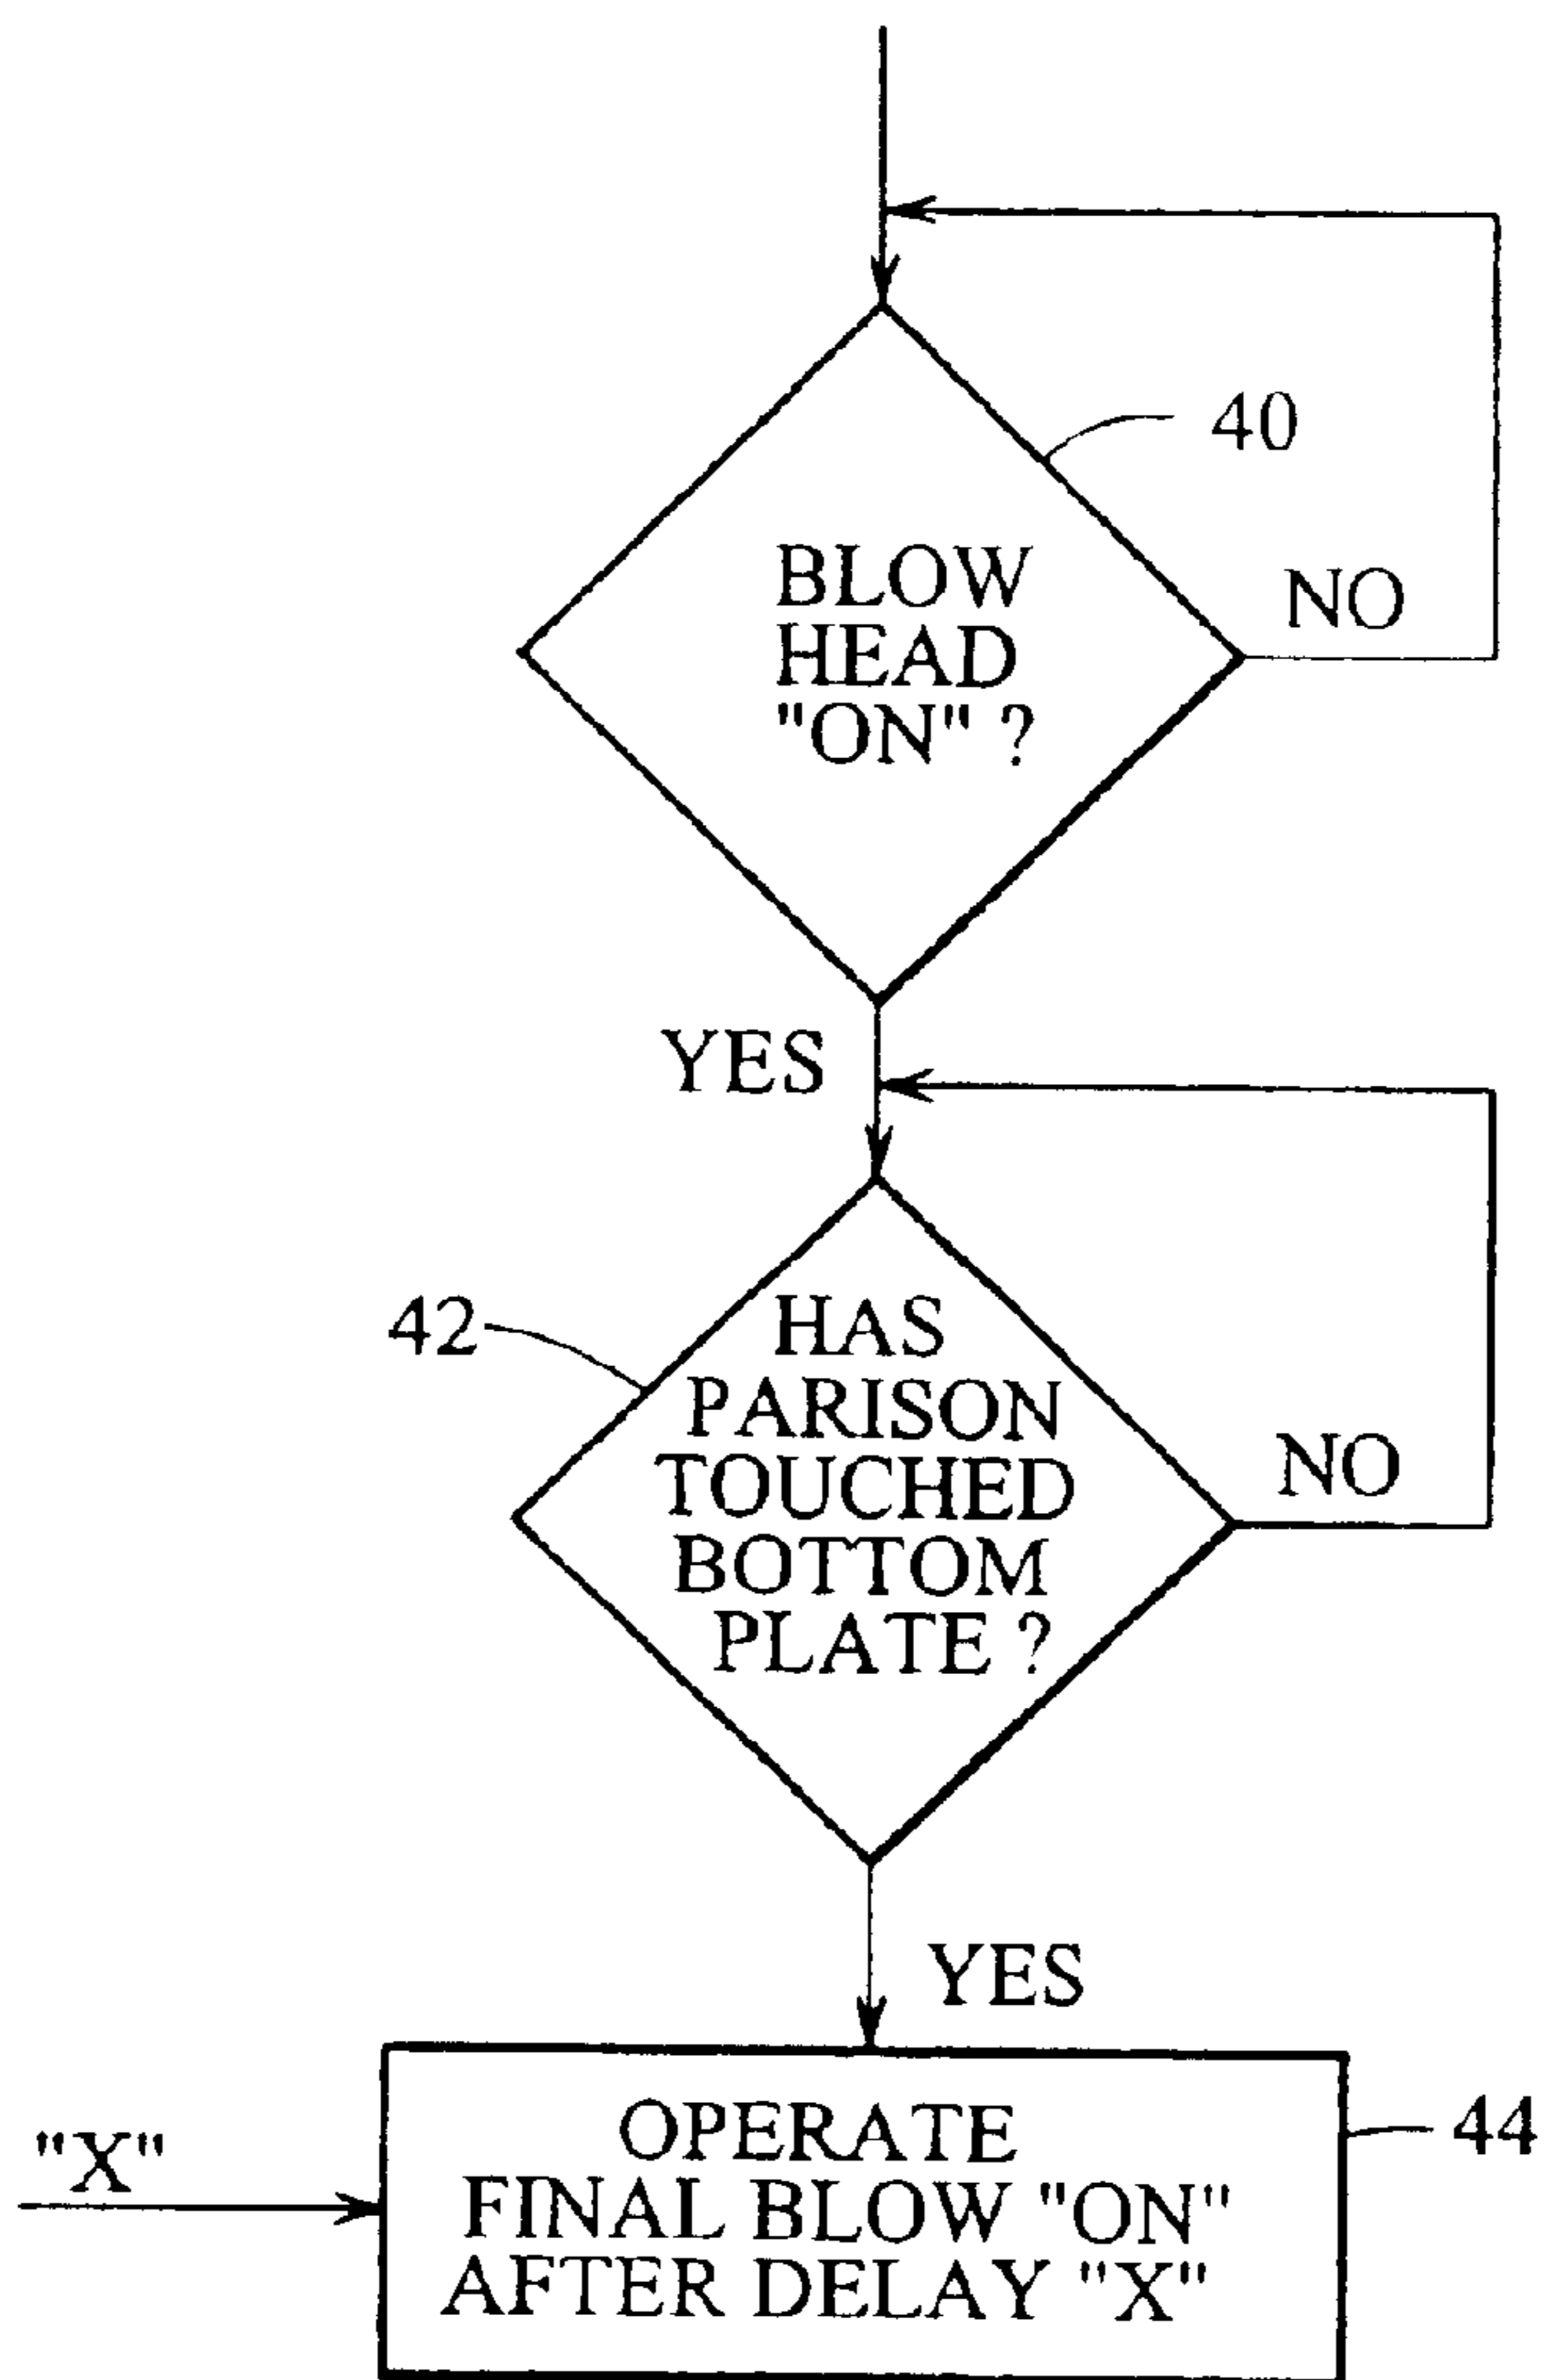 40
BLOW
HEAD
"ON" ?
NO
YES
42
HAS
PARISON
TOUCHED
BOTTOM
PLATE ?
NO
YES
"X"
OPERATE
FINAL BLOW "ON"
AFTER DELAY "X"
44